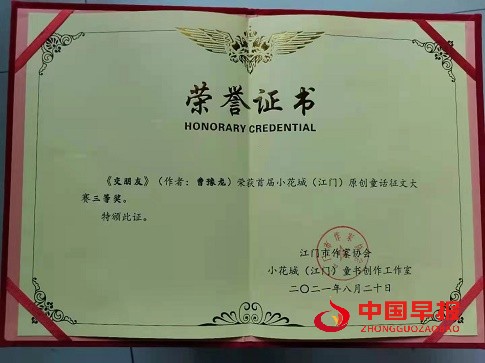 荣誉证书
HONORARY CREDENTIAL
《交朋友》（作者：曹豫龙）荣获首届小花城（江门）原创童话征文大
赛三等奖。
特颁此证。
江门市作家协会
小花城（江门）童书创作工作室
二〇二一年八月二十日
中国早报
ZHONGGUOZAOBAO